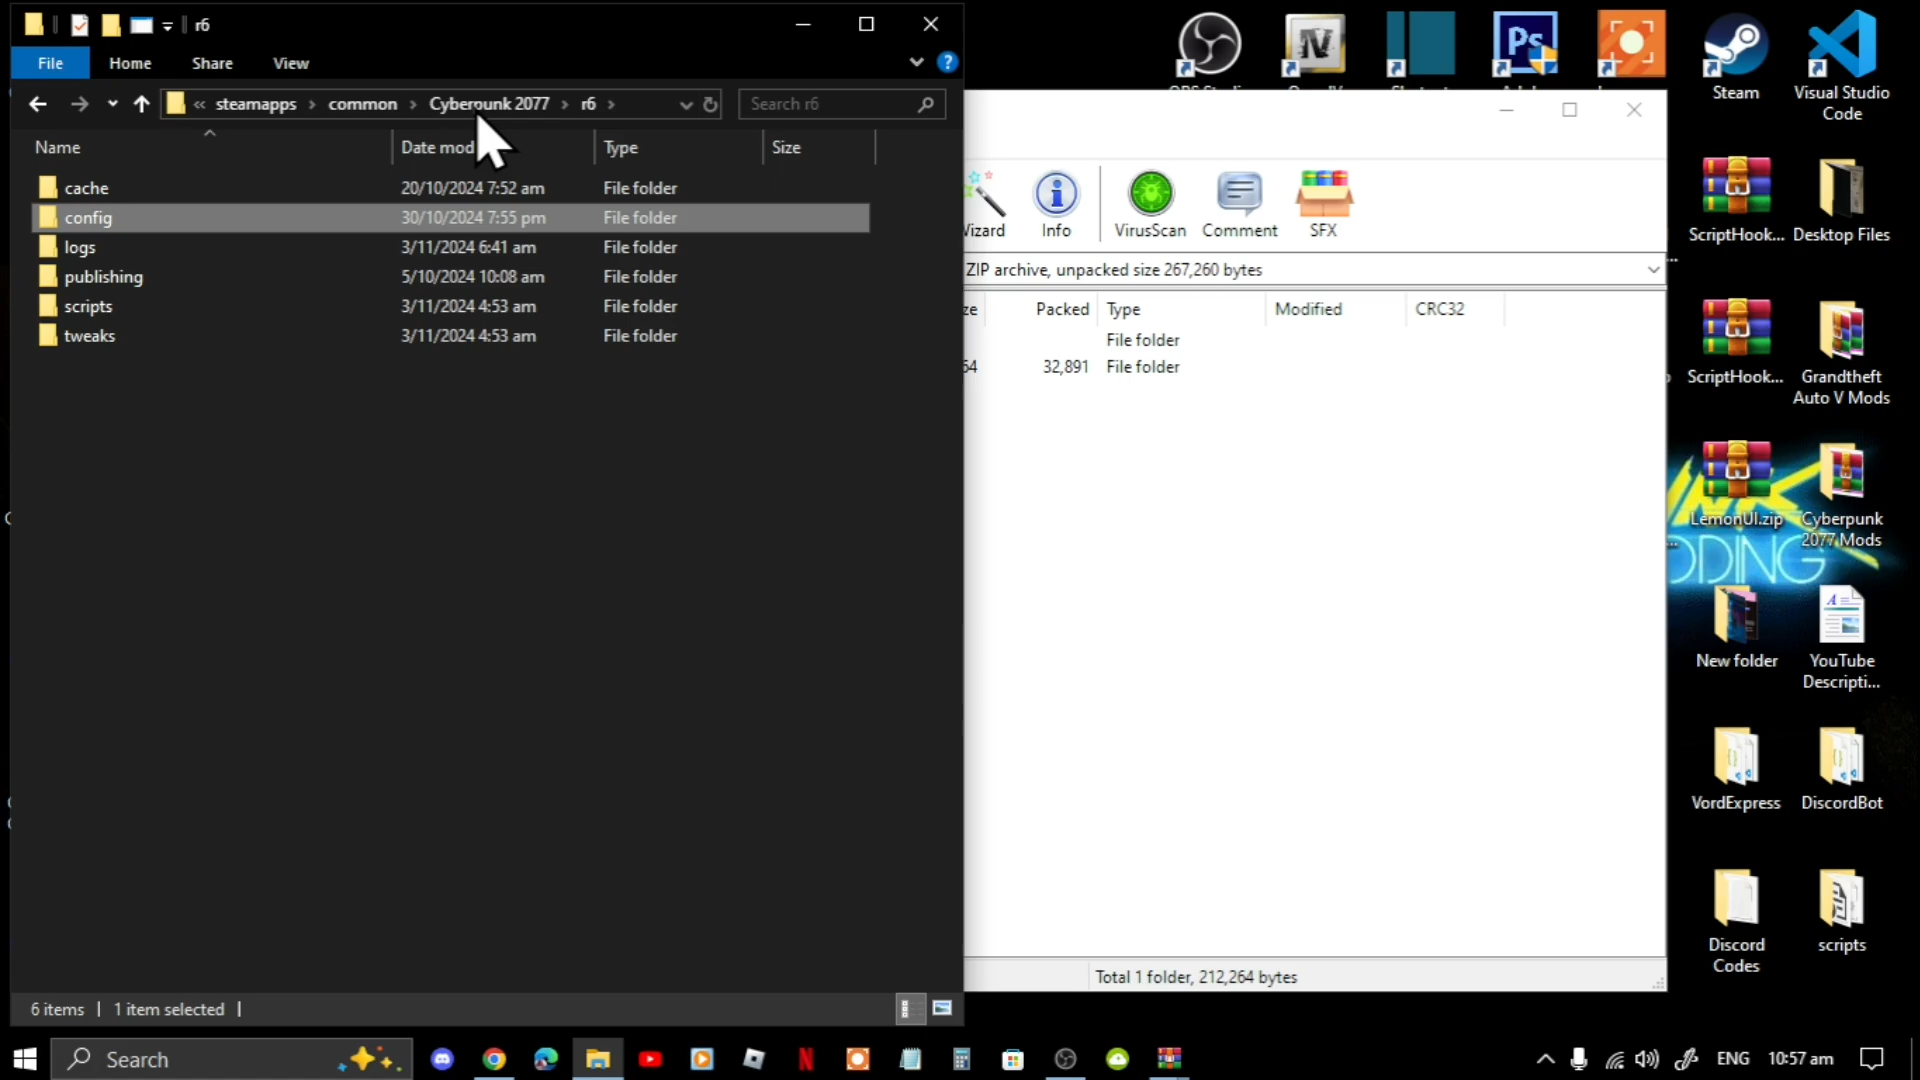 r6
File Home Share View
« steamapps > common > Cyberpunk 2077 > r6 >
Search r6
Name Date mod Type Size
cache 20/10/2024 7:52 am File folder
config 30/10/2024 7:55 pm File folder
logs 3/11/2024 6:41 am File folder
publishing 5/10/2024 10:08 am File folder
scripts 3/11/2024 4:53 am File folder
tweaks 3/11/2024 4:53 am File folder
6 items 1 item selected
Info VirusScan Comment SFX
ZIP archive, unpacked size 267,260 bytes
Packed Type Modified CRC32
File folder
32,891 File folder
Total 1 folder, 212,264 bytes
Ps
Steam
Visual Studio
Code
ScriptHook...
Desktop Files
ScriptHook...
Grandtheft
Auto V Mods
LemonUI.zip
Cyberpunk
2077 Mods
New folder
YouTube
Descripti...
VordExpress
DiscordBot
Discord
Codes
scripts
Search
ENG 10:57 am